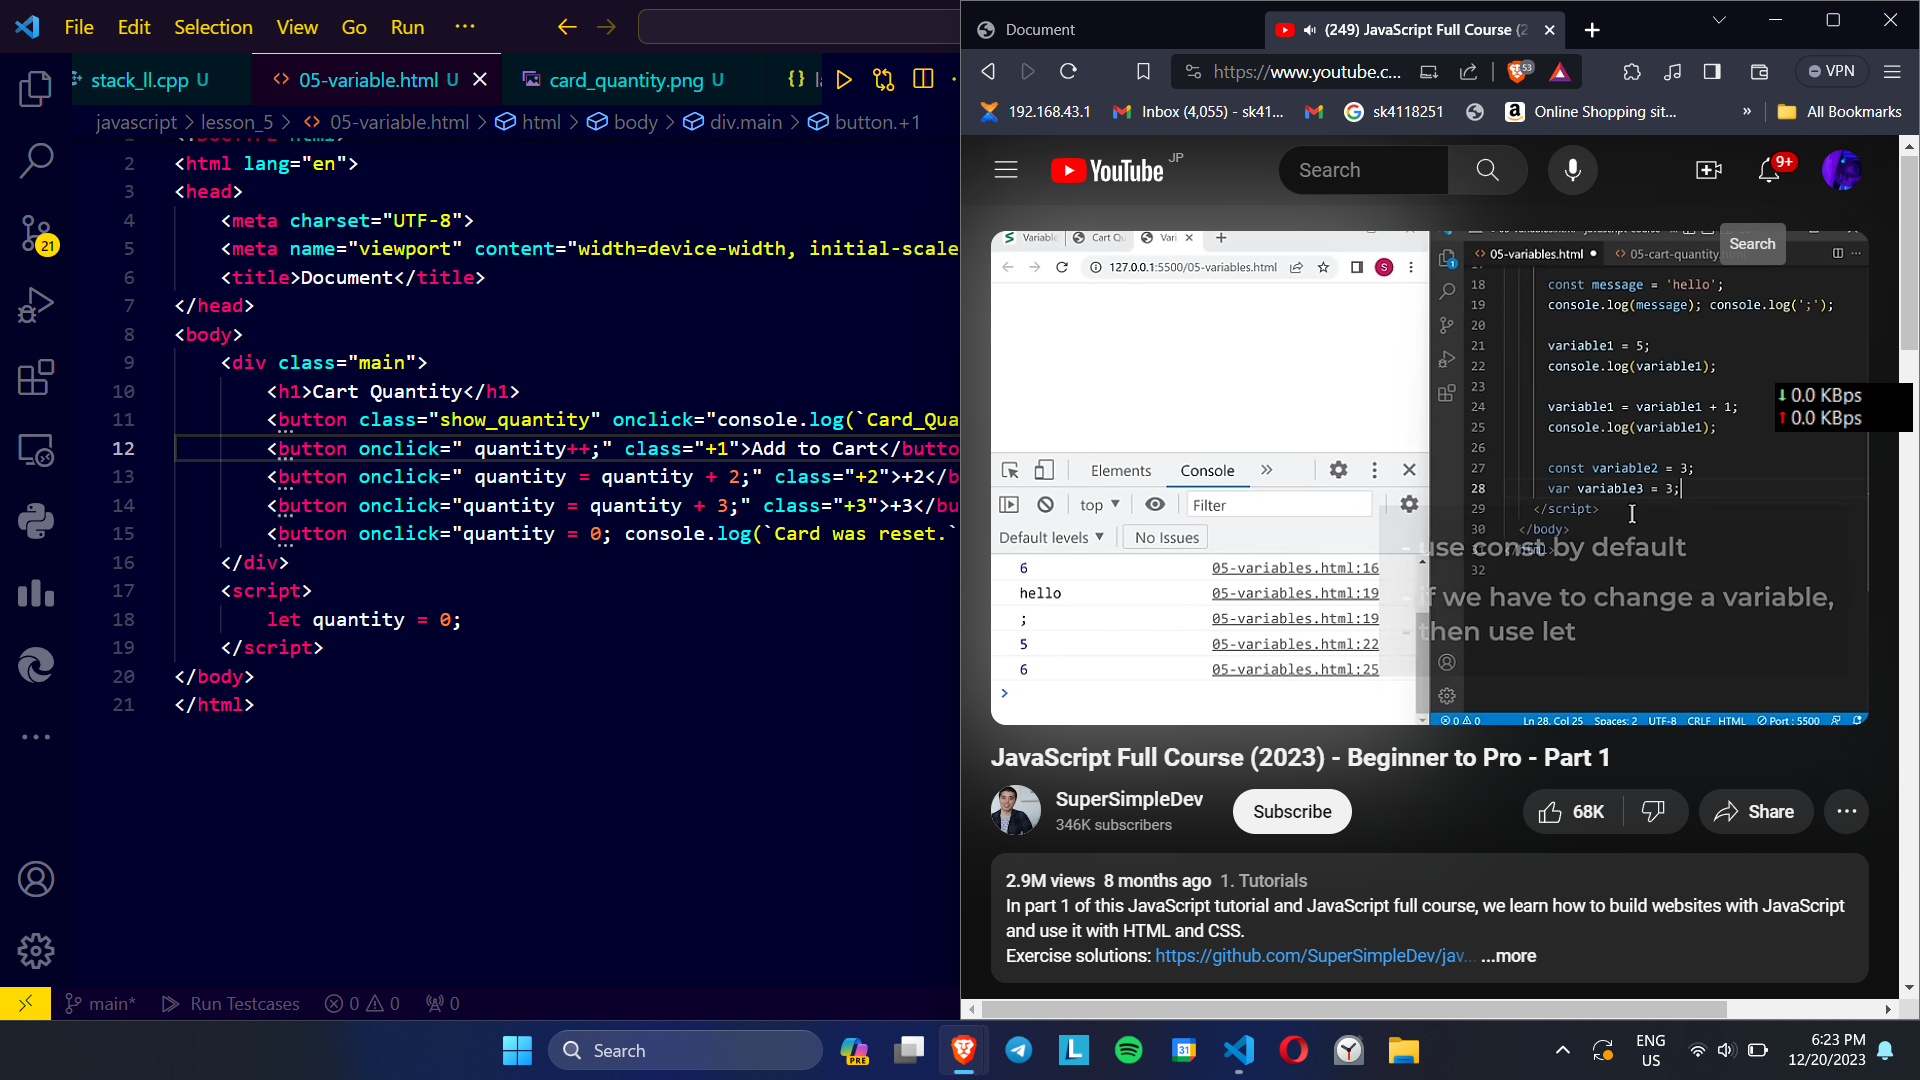 File Edit Selection View Go Run ···
stack_ll.cpp U
05-variable.html U
card_quantity.png U
javascript > lesson_5 > 05-variable.html > html > body > div.main > button.+1
2 <html lang="en">
3 <head>
4 <meta charset="UTF-8">
5 <meta name="viewport" content="width=device-width, initial-scale
6 <title>Document</title>
7 </head>
8 <body>
9 <div class="main">
10 <h1>Cart Quantity</h1>
11 <button class="show_quantity" onclick="console.log(`Card_Qua
12 <button onclick=" quantity++;" class="+1">Add to Cart</butto
13 <button onclick=" quantity = quantity + 2;" class="+2">+2</b
14 <button onclick="quantity = quantity + 3;" class="+3">+3</bu
15 <button onclick="quantity = 0; console.log(`Card was reset.`
16 </div>
17 <script>
18 let quantity = 0;
19 </script>
20 </body>
21 </html>
21
main* Run Testcases 0 0 0
Document
(249) JavaScript Full Course (2
https://www.youtube.c...
53
VPN
192.168.43.1
Inbox (4,055) - sk41...
sk4118251
Online Shopping sit...
» All Bookmarks
YouTube JP
Search
9+
Search
Variable
Cart Q
Vari
127.0.0.1:5500/05-variables.html
S
Elements Console »
top Filter
Default levels No Issues
6 05-variables.html:16
hello 05-variables.html:19
; 05-variables.html:19
5 05-variables.html:22
6 05-variables.html:25
>
05-variables.html
05-cart-quantity.html
1
18 const message = 'hello';
19 console.log(message); console.log(';');
20
21 variable1 = 5;
22 console.log(variable1);
23
24 variable1 = variable1 + 1;
25 console.log(variable1);
26
27 const variable2 = 3;
28 var variable3 = 3;
29 </script>
30 </body>
32
- use const by default
- if we have to change a variable,
then use let
0 0 Ln 28, Col 25 Spaces: 2 UTF-8 CRLF HTML Port : 5500
0.0 KBps
0.0 KBps
JavaScript Full Course (2023) - Beginner to Pro - Part 1
SuperSimpleDev
346K subscribers
Subscribe
68K
Share
2.9M views 8 months ago 1. Tutorials
In part 1 of this JavaScript tutorial and JavaScript full course, we learn how to build websites with JavaScript
and use it with HTML and CSS.
Exercise solutions: https://github.com/SuperSimpleDev/jav... ...more
Search
PRE
L
31
ENG
US
6:23 PM
12/20/2023